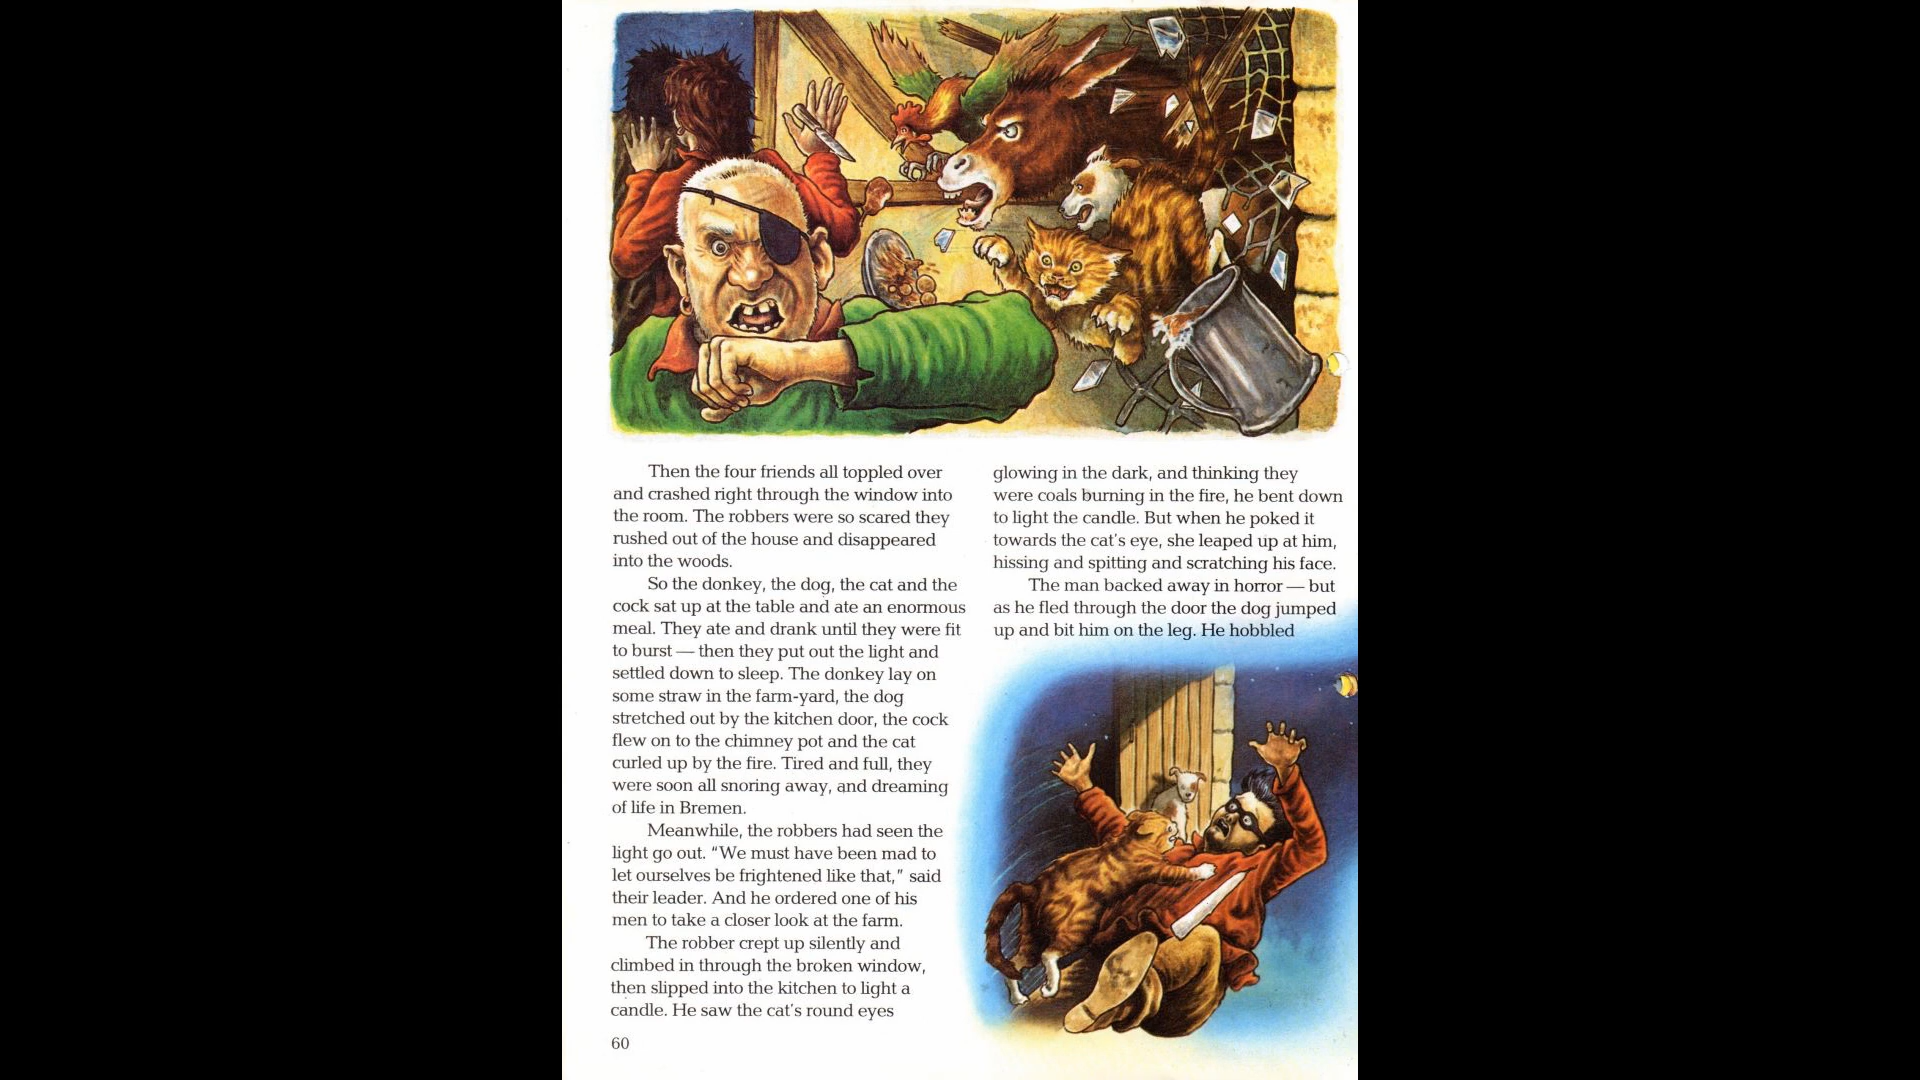 Then the four friends all toppled over
and crashed right through the window into
the room. The robbers were so scared they
rushed out of the house and disappeared
into the woods.
So the donkey, the dog, the cat and the
cock sat up at the table and ate an enormous
meal. They ate and drank until they were fit
to burst — then they put out the light and
settled down to sleep. The donkey lay on
some straw in the farm-yard, the dog
stretched out by the kitchen door, the cock
flew on to the chimney pot and the cat
curled up by the fire. Tired and full, they
were soon all snoring away, and dreaming
of life in Bremen.
Meanwhile, the robbers had seen the
light go out. "We must have been mad to
let ourselves be frightened like that," said
their leader. And he ordered one of his
men to take a closer look at the farm.
The robber crept up silently and
climbed in through the broken window,
then slipped into the kitchen to light a
candle. He saw the cat's round eyes
glowing in the dark, and thinking they
were coals burning in the fire, he bent down
to light the candle. But when he poked it
towards the cat's eye, she leaped up at him,
hissing and spitting and scratching his face.
The man backed away in horror — but
as he fled through the door the dog jumped
up and bit him on the leg. He hobbled
60